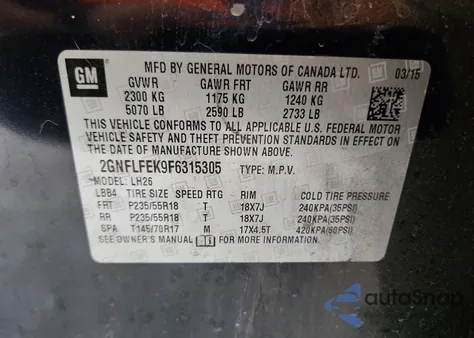 GM
MFD BY GENERAL MOTORS OF CANADA LTD. 03/15
GVWR GAWR FRT GAWR RR
2300 KG 1175 KG 1240 KG
5070 LB 2590 LB 2733 LB
THIS VEHICLE CONFORMS TO ALL APPLICABLE U.S. FEDERAL MOTOR
VEHICLE SAFETY AND THEFT PREVENTION STANDARDS IN EFFECT ON
THE DATE OF MANUFACTURE SHOWN ABOVE.
2GNFLFEK9F6315305 TYPE: M.P.V.
MODEL: LH26
LBB4 TIRE SIZE SPEED RTG RIM COLD TIRE PRESSURE
FRT P235/55R18 T 18X7J 240KPA(35PSI)
RR P235/55R18 T 18X7J 240KPA(35PSI)
SPA T145/70R17 M 17X4.5T 420KPA(60PSI)
SEE OWNER'S MANUAL FOR MORE INFORMATION
autoSnap